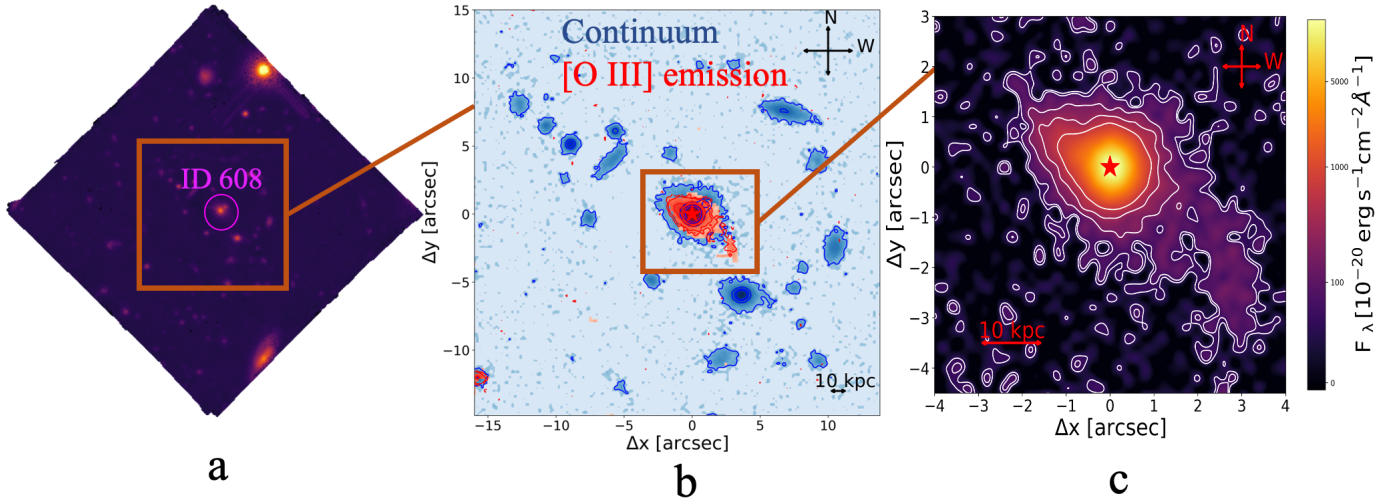 ID 608
a
Continuum
[O III] emission
N
W
10 kpc
15
10
5
0
−5
−10
−15
−10
−5
0
5
10
Δy [arcsec]
Δx [arcsec]
b
N
W
10 kpc
3
2
1
0
−1
−2
−3
−4
−4
−3
−2
−1
0
1
2
3
4
Δy [arcsec]
Δx [arcsec]
c
5000
1000
100
0
F λ [10⁻²⁰ erg s⁻¹ cm⁻² Å⁻¹]